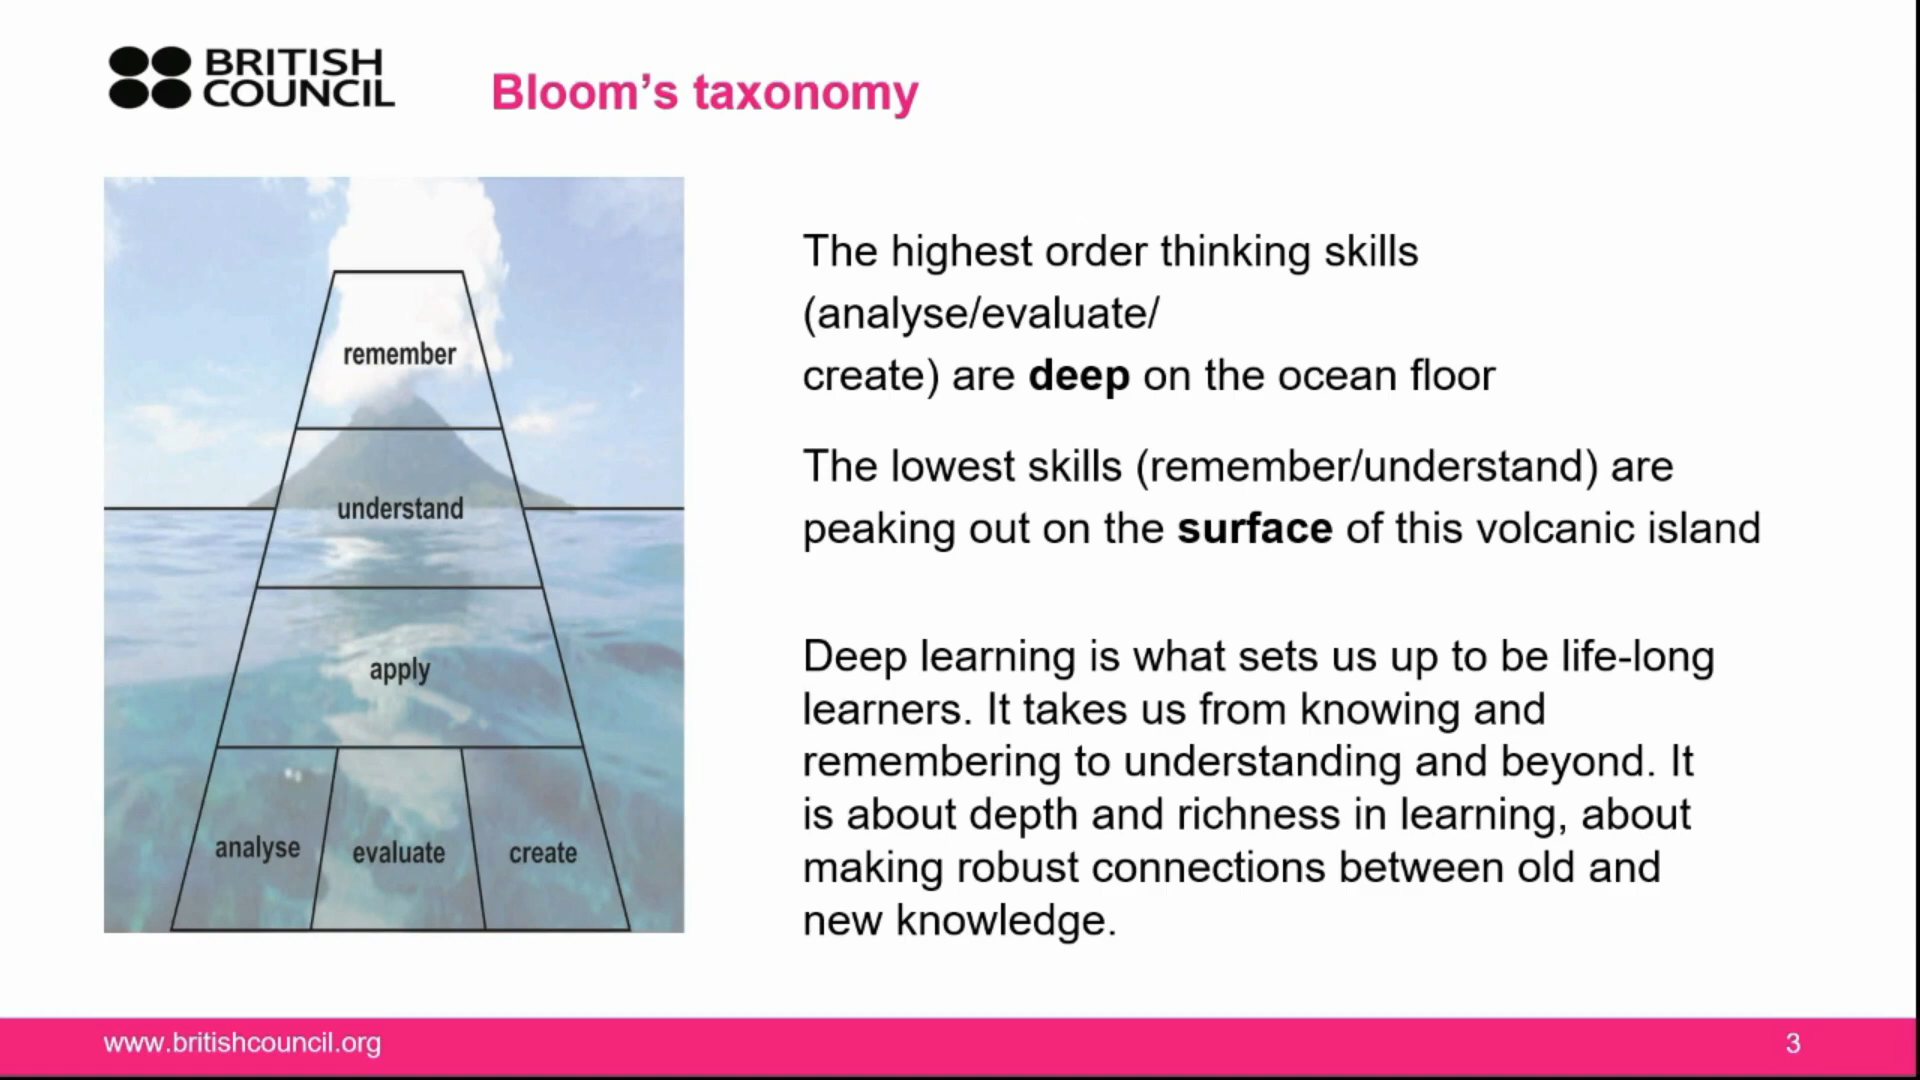 BRITISH
COUNCIL
Bloom’s taxonomy
remember
understand
apply
analyse
evaluate
create
The highest order thinking skills
(analyse/evaluate/
create) are deep on the ocean floor
The lowest skills (remember/understand) are
peaking out on the surface of this volcanic island
Deep learning is what sets us up to be life-long
learners. It takes us from knowing and
remembering to understanding and beyond. It
is about depth and richness in learning, about
making robust connections between old and
new knowledge.
www.britishcouncil.org
3